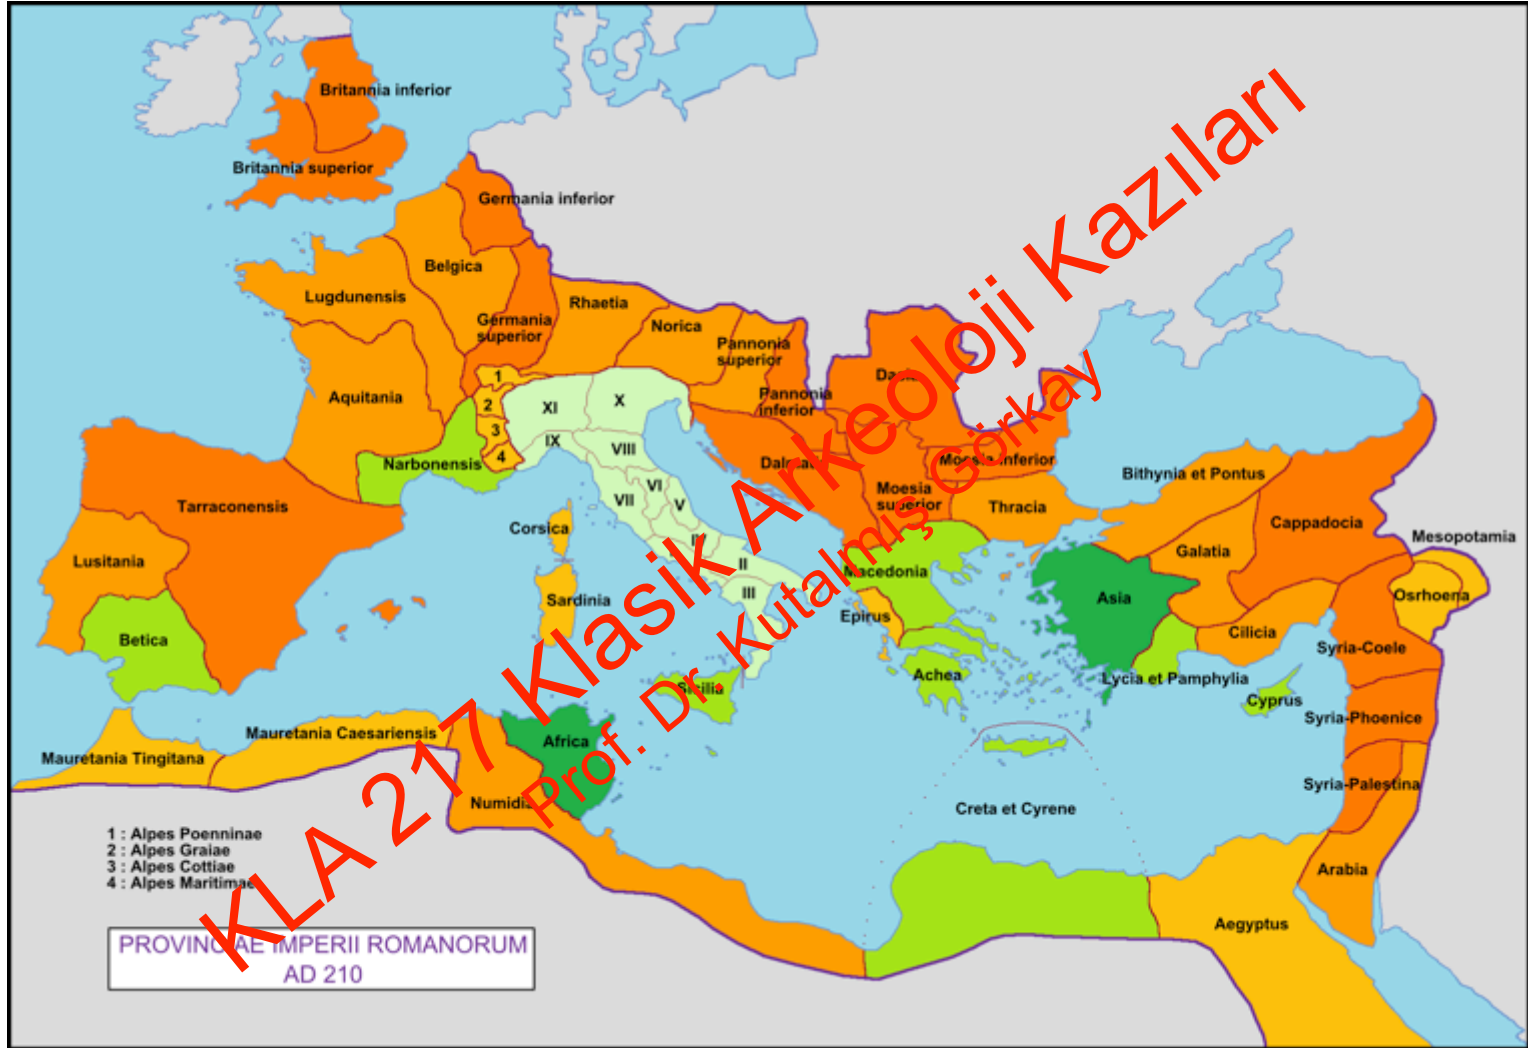 Britannia inferior
Britannia superior
Germania inferior
Belgica
Lugdunensis
Germania
superior
Rhaetia
Norica
Pannonia
superior
Pannonia
inferior
Aquitania
1
2
3
4
XI
X
IX
VIII
VII
VI
V
II
III
Narbonensis
Tarraconensis
Lusitania
Betica
Corsica
Sardinia
Sicilia
Moesia
superior
Moesia inferior
Thracia
Macedonia
Epirus
Achea
Bithynia et Pontus
Galatia
Cappadocia
Mesopotamia
Osrhoena
Asia
Cilicia
Lycia et Pamphylia
Cyprus
Syria-Coele
Syria-Phoenice
Syria-Palestina
Arabia
Aegyptus
Creta et Cyrene
Mauretania Tingitana
Mauretania Caesariensis
Africa
Numidia
1 : Alpes Poenninae
2 : Alpes Graiae
3 : Alpes Cottiae
4 : Alpes Maritimae
PROVINCIAE IMPERII ROMANORUM
AD 210
KLA 217 Klasik Arkeoloji Kazıları
Prof. Dr. Kutalmış Görkay